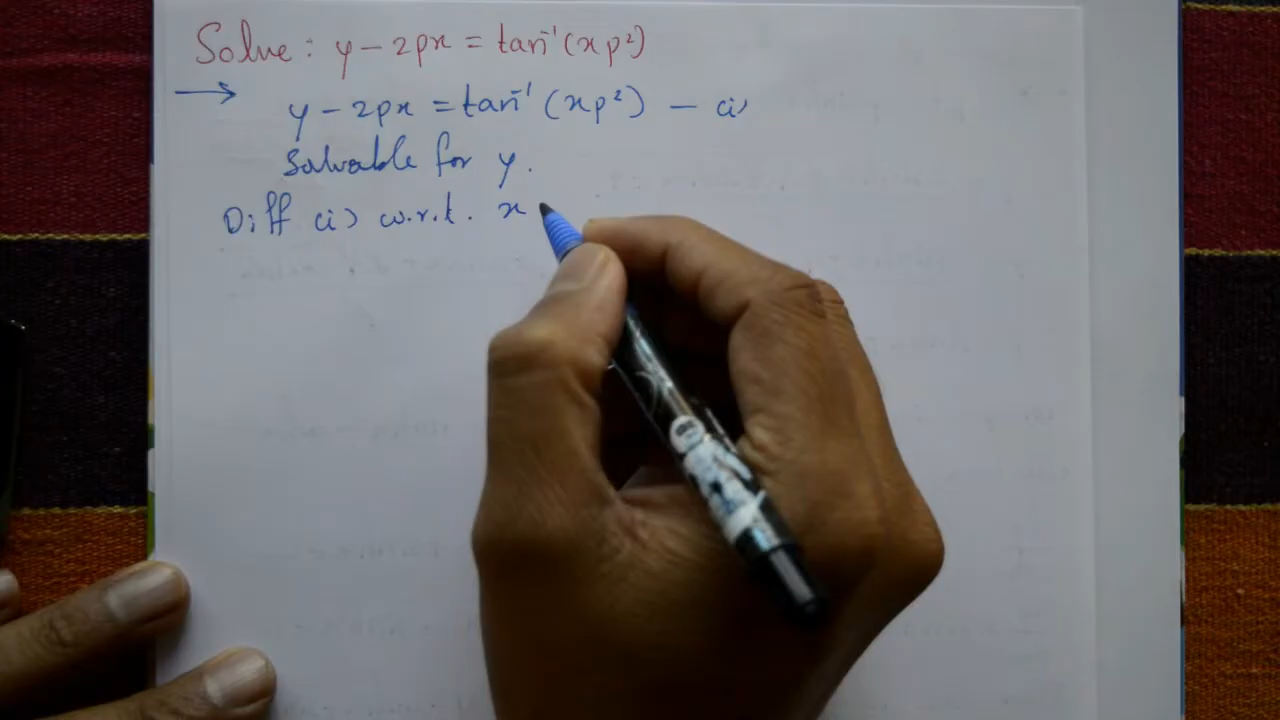 Solve: y - 2px = tan⁻¹(xp²)
→ y - 2px = tan⁻¹(xp²) - (i)
Solvable for y.
Diff (i) w.r.t. x